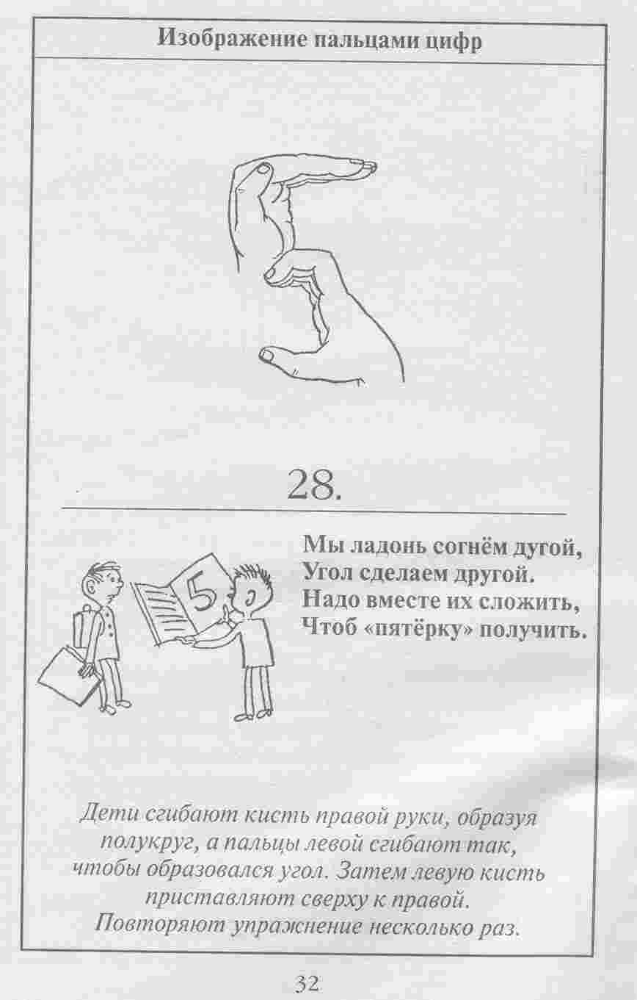 Изображение пальцами цифр
28.
5
Мы ладонь согнём дугой,
Угол сделаем другой.
Надо вместе их сложить,
Чтоб «пятёрку» получить.
Дети сгибают кисть правой руки, образуя
полукруг, а пальцы левой сгибают так,
чтобы образовался угол. Затем левую кисть
приставляют сверху к правой.
Повторяют упражнение несколько раз.
32